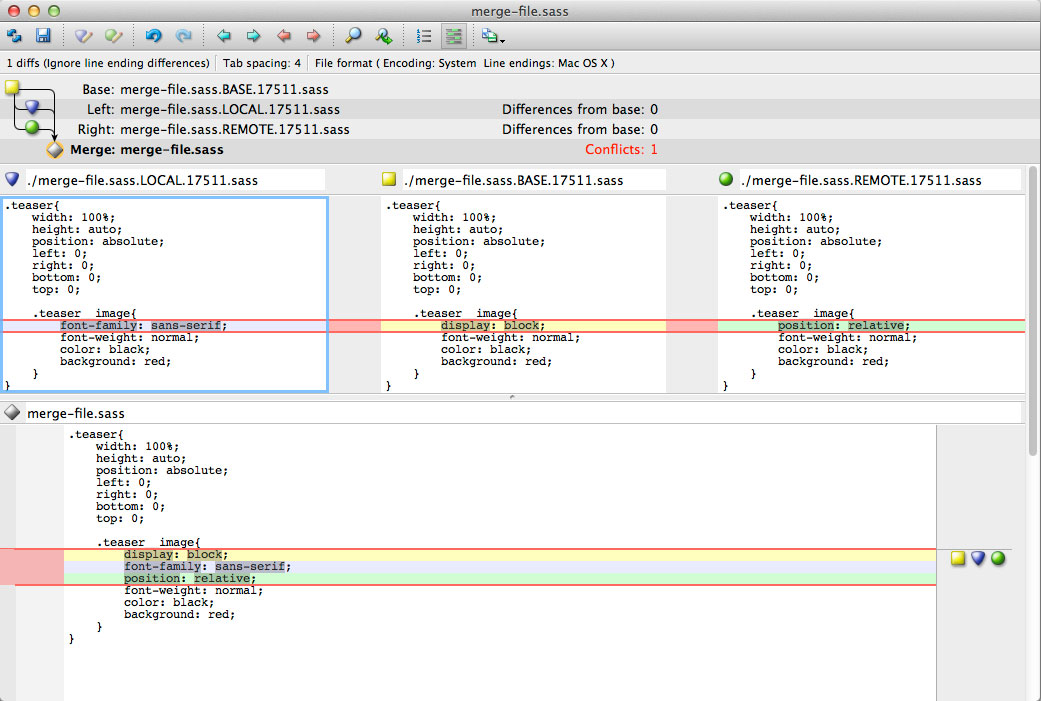 merge-file.sass
1 diffs (Ignore line ending differences) Tab spacing: 4 File format ( Encoding: System Line endings: Mac OS X )
Base: merge-file.sass.BASE.17511.sass
Left: merge-file.sass.LOCAL.17511.sass Differences from base: 0
Right: merge-file.sass.REMOTE.17511.sass Differences from base: 0
Merge: merge-file.sass Conflicts: 1
./merge-file.sass.LOCAL.17511.sass
.teaser{
width: 100%;
height: auto;
position: absolute;
left: 0;
right: 0;
bottom: 0;
top: 0;
.teaser__image{
font-family: sans-serif;
font-weight: normal;
color: black;
background: red;
}
}
./merge-file.sass.BASE.17511.sass
.teaser{
width: 100%;
height: auto;
position: absolute;
left: 0;
right: 0;
bottom: 0;
top: 0;
.teaser__image{
display: block;
font-weight: normal;
color: black;
background: red;
}
}
./merge-file.sass.REMOTE.17511.sass
.teaser{
width: 100%;
height: auto;
position: absolute;
left: 0;
right: 0;
bottom: 0;
top: 0;
.teaser__image{
position: relative;
font-weight: normal;
color: black;
background: red;
}
}
merge-file.sass
.teaser{
width: 100%;
height: auto;
position: absolute;
left: 0;
right: 0;
bottom: 0;
top: 0;
.teaser__image{
display: block;
font-family: sans-serif;
position: relative;
font-weight: normal;
color: black;
background: red;
}
}